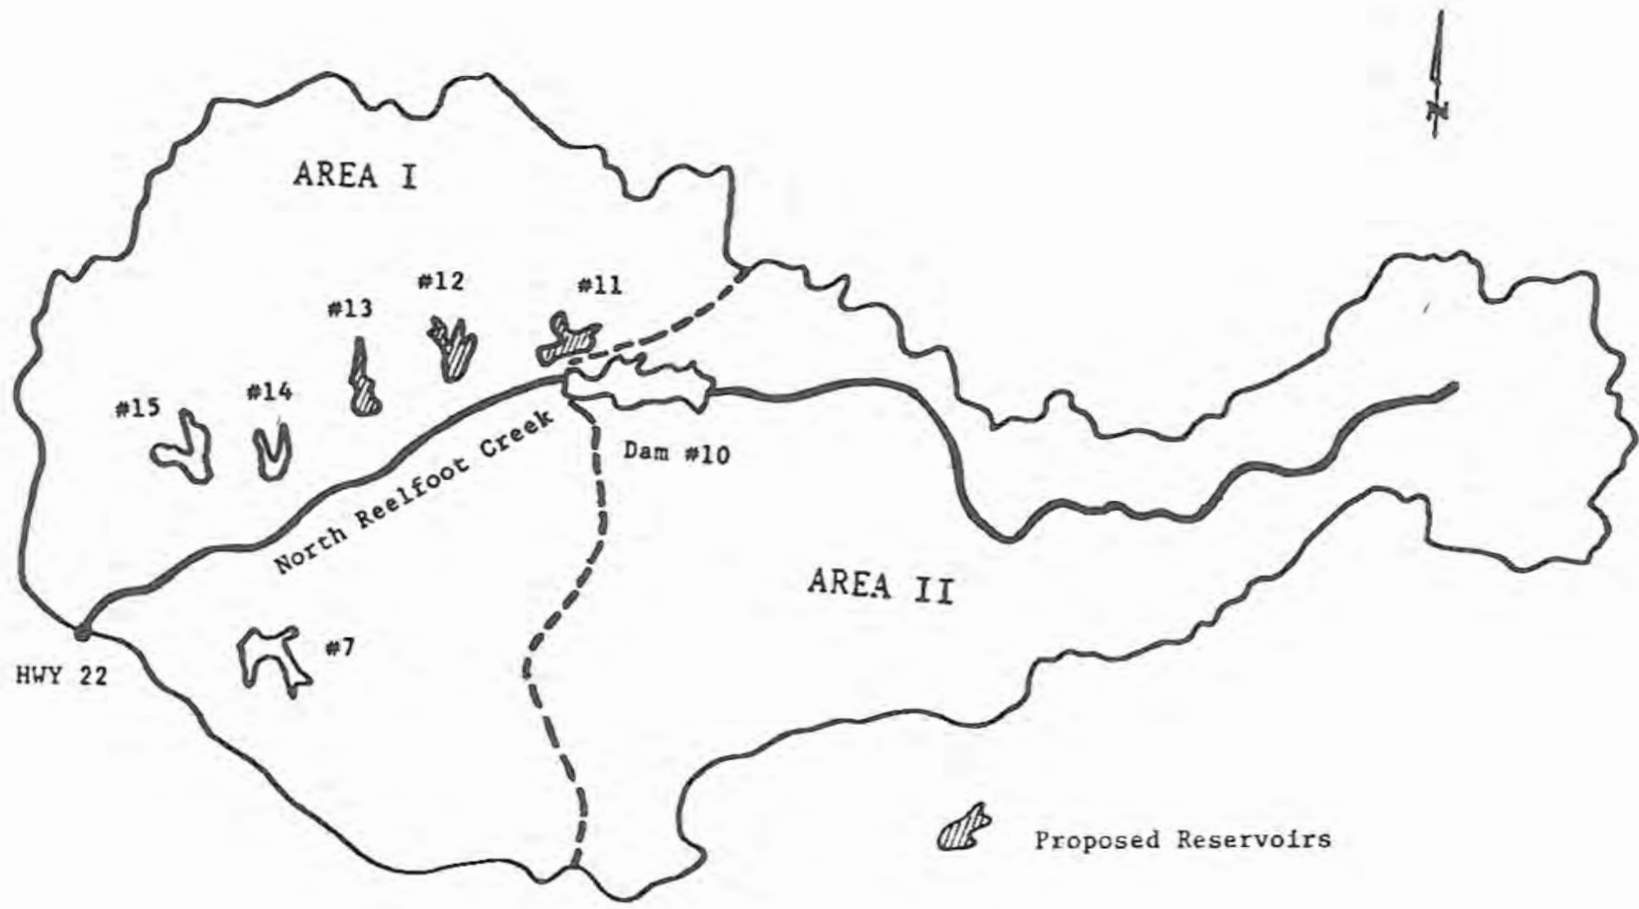 N
AREA I
#12
#11
#13
#14
#15
North Reelfoot Creek
Dam #10
AREA II
#7
HWY 22
Proposed Reservoirs